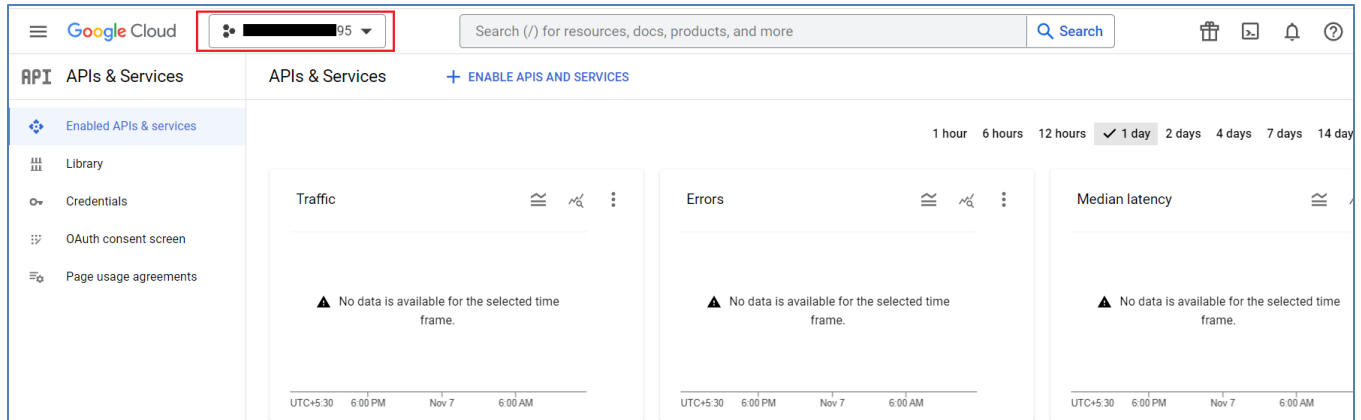 Google Cloud
95
Search (/) for resources, docs, products, and more
Search
API APIs & Services
APIs & Services
+ ENABLE APIS AND SERVICES
Enabled APIs & services
Library
Credentials
OAuth consent screen
Page usage agreements
1 hour 6 hours 12 hours 1 day 2 days 4 days 7 days 14 day
Traffic
No data is available for the selected time
frame.
UTC+5:30 6:00 PM Nov 7 6:00 AM
Errors
No data is available for the selected time
frame.
UTC+5:30 6:00 PM Nov 7 6:00 AM
Median latency
No data is available for the selected time
frame.
UTC+5:30 6:00 PM Nov 7 6:00 AM